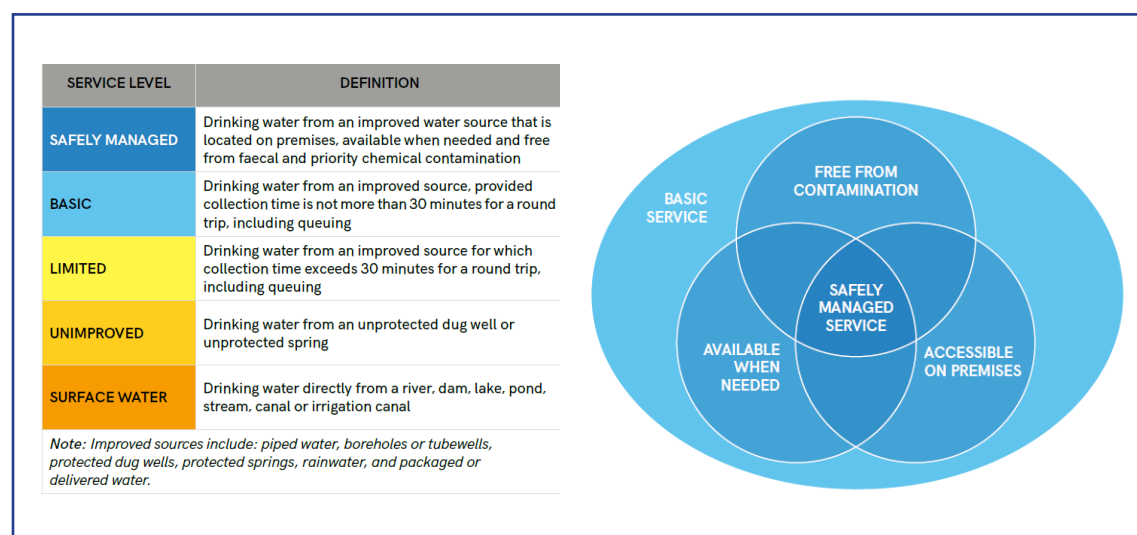 SERVICE LEVEL
DEFINITION
SAFELY MANAGED
Drinking water from an improved water source that is
located on premises, available when needed and free
from faecal and priority chemical contamination
BASIC
Drinking water from an improved source, provided
collection time is not more than 30 minutes for a round
trip, including queuing
LIMITED
Drinking water from an improved source for which
collection time exceeds 30 minutes for a round trip,
including queuing
UNIMPROVED
Drinking water from an unprotected dug well or
unprotected spring
SURFACE WATER
Drinking water directly from a river, dam, lake, pond,
stream, canal or irrigation canal
Note: Improved sources include: piped water, boreholes or tubewells,
protected dug wells, protected springs, rainwater, and packaged or
delivered water.
BASIC
SERVICE
FREE FROM
CONTAMINATION
SAFELY
MANAGED
SERVICE
AVAILABLE
WHEN
NEEDED
ACCESSIBLE
ON PREMISES